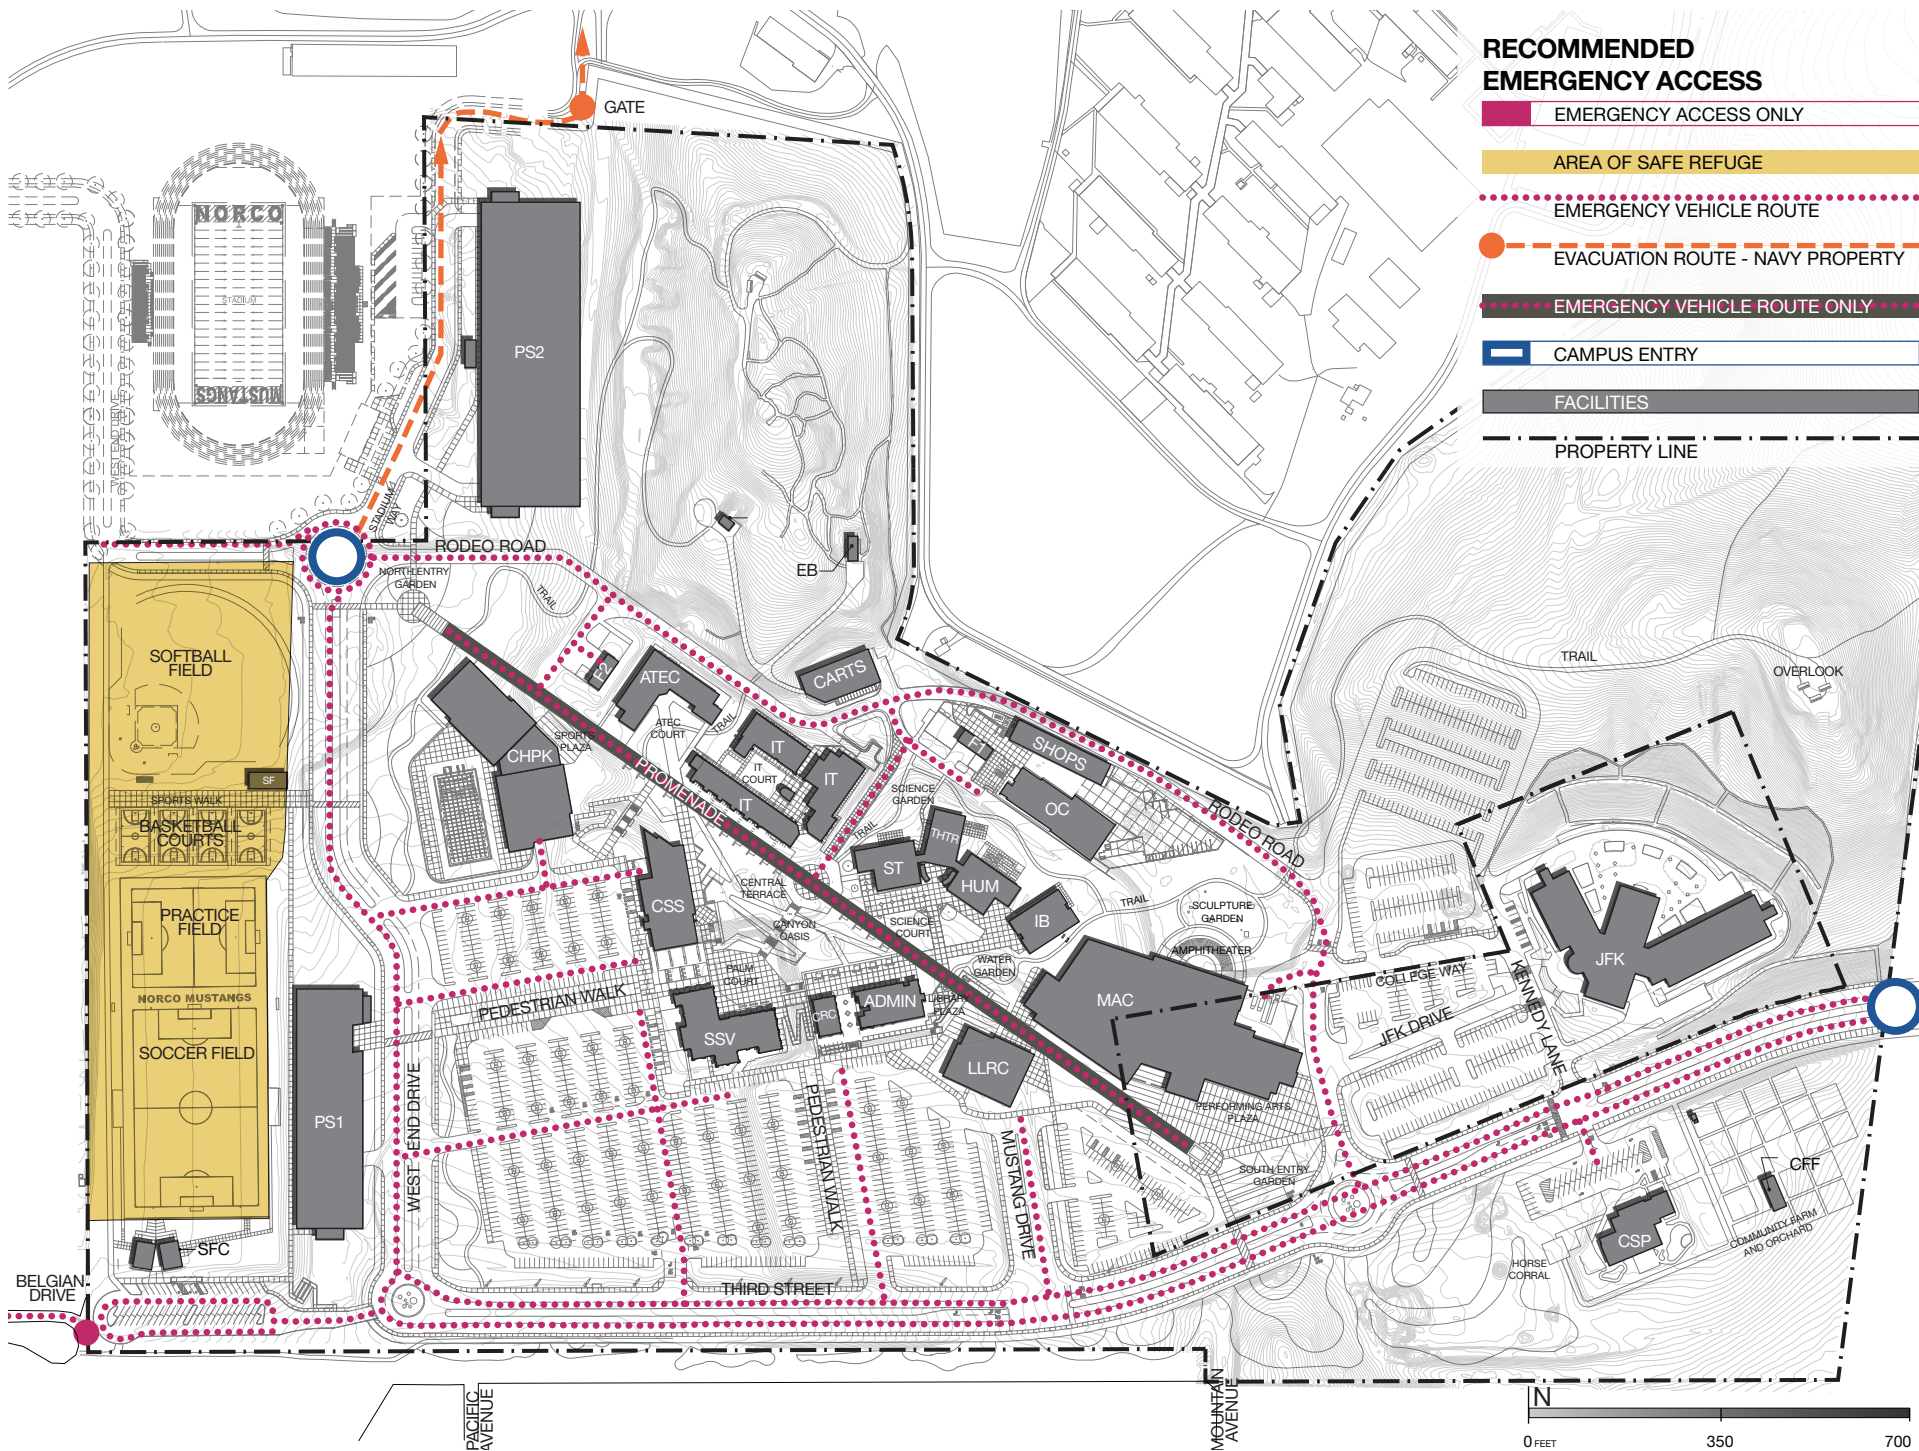 RECOMMENDED
EMERGENCY ACCESS
EMERGENCY ACCESS ONLY
AREA OF SAFE REFUGE
EMERGENCY VEHICLE ROUTE
EVACUATION ROUTE - NAVY PROPERTY
EMERGENCY VEHICLE ROUTE ONLY
CAMPUS ENTRY
FACILITIES
PROPERTY LINE
GATE
NORCO
STADIUM
MUSTANGS
WEST END DRIVE
PS2
STADIUM
WAY
RODEO ROAD
NORTH ENTRY
GARDEN
TRAIL
EB
SOFTBALL
FIELD
F2
ATEC
CARTS
TRAIL
OVERLOOK
ATEC
COURT
TRAIL
SPORTS
PLAZA
CHPK
IT
IT
COURT
IT
IT
PROMENADE
F1
SHOPS
OC
SCIENCE
GARDEN
RODEO ROAD
SF
SPORTS WALK
BASKETBALL
COURTS
TRAIL
THTR
ST
HUM
CENTRAL
TERRACE
CSS
IB
TRAIL
SCULPTURE
GARDEN
PRACTICE
FIELD
CANYON
OASIS
SCIENCE
COURT
AMPHITHEATER
WATER
GARDEN
JFK
PALM
COURT
COLLEGE WAY
KENNEDY LANE
NORCO MUSTANGS
PEDESTRIAN WALK
CRC
ADMIN
LIBRARY
PLAZA
MAC
JFK DRIVE
SOCCER FIELD
SSV
LLRC
PS1
WEST END DRIVE
PEDESTRIAN WALK
MUSTANG DRIVE
PERFORMING ARTS
PLAZA
SOUTH ENTRY
GARDEN
CFF
COMMUNITY FARM
AND ORCHARD
CSP
HORSE
CORRAL
SFC
BELGIAN
DRIVE
THIRD STREET
PACIFIC
AVENUE
MOUNTAIN
AVENUE
N
0 FEET
350
700